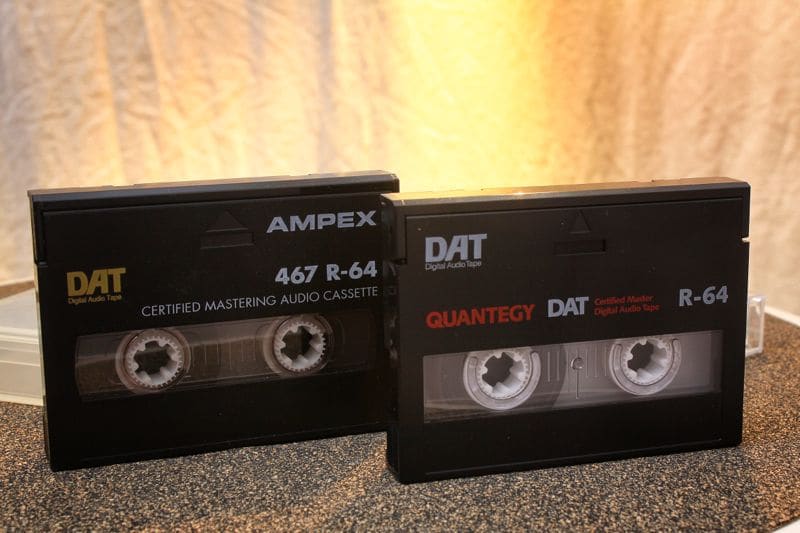 AMPEX
DAT
Digital Audio Tape
467 R-64
CERTIFIED MASTERING AUDIO CASSETTE
DAT
Digital Audio Tape
QUANTEGY DAT Certified Master Digital Audio Tape R-64